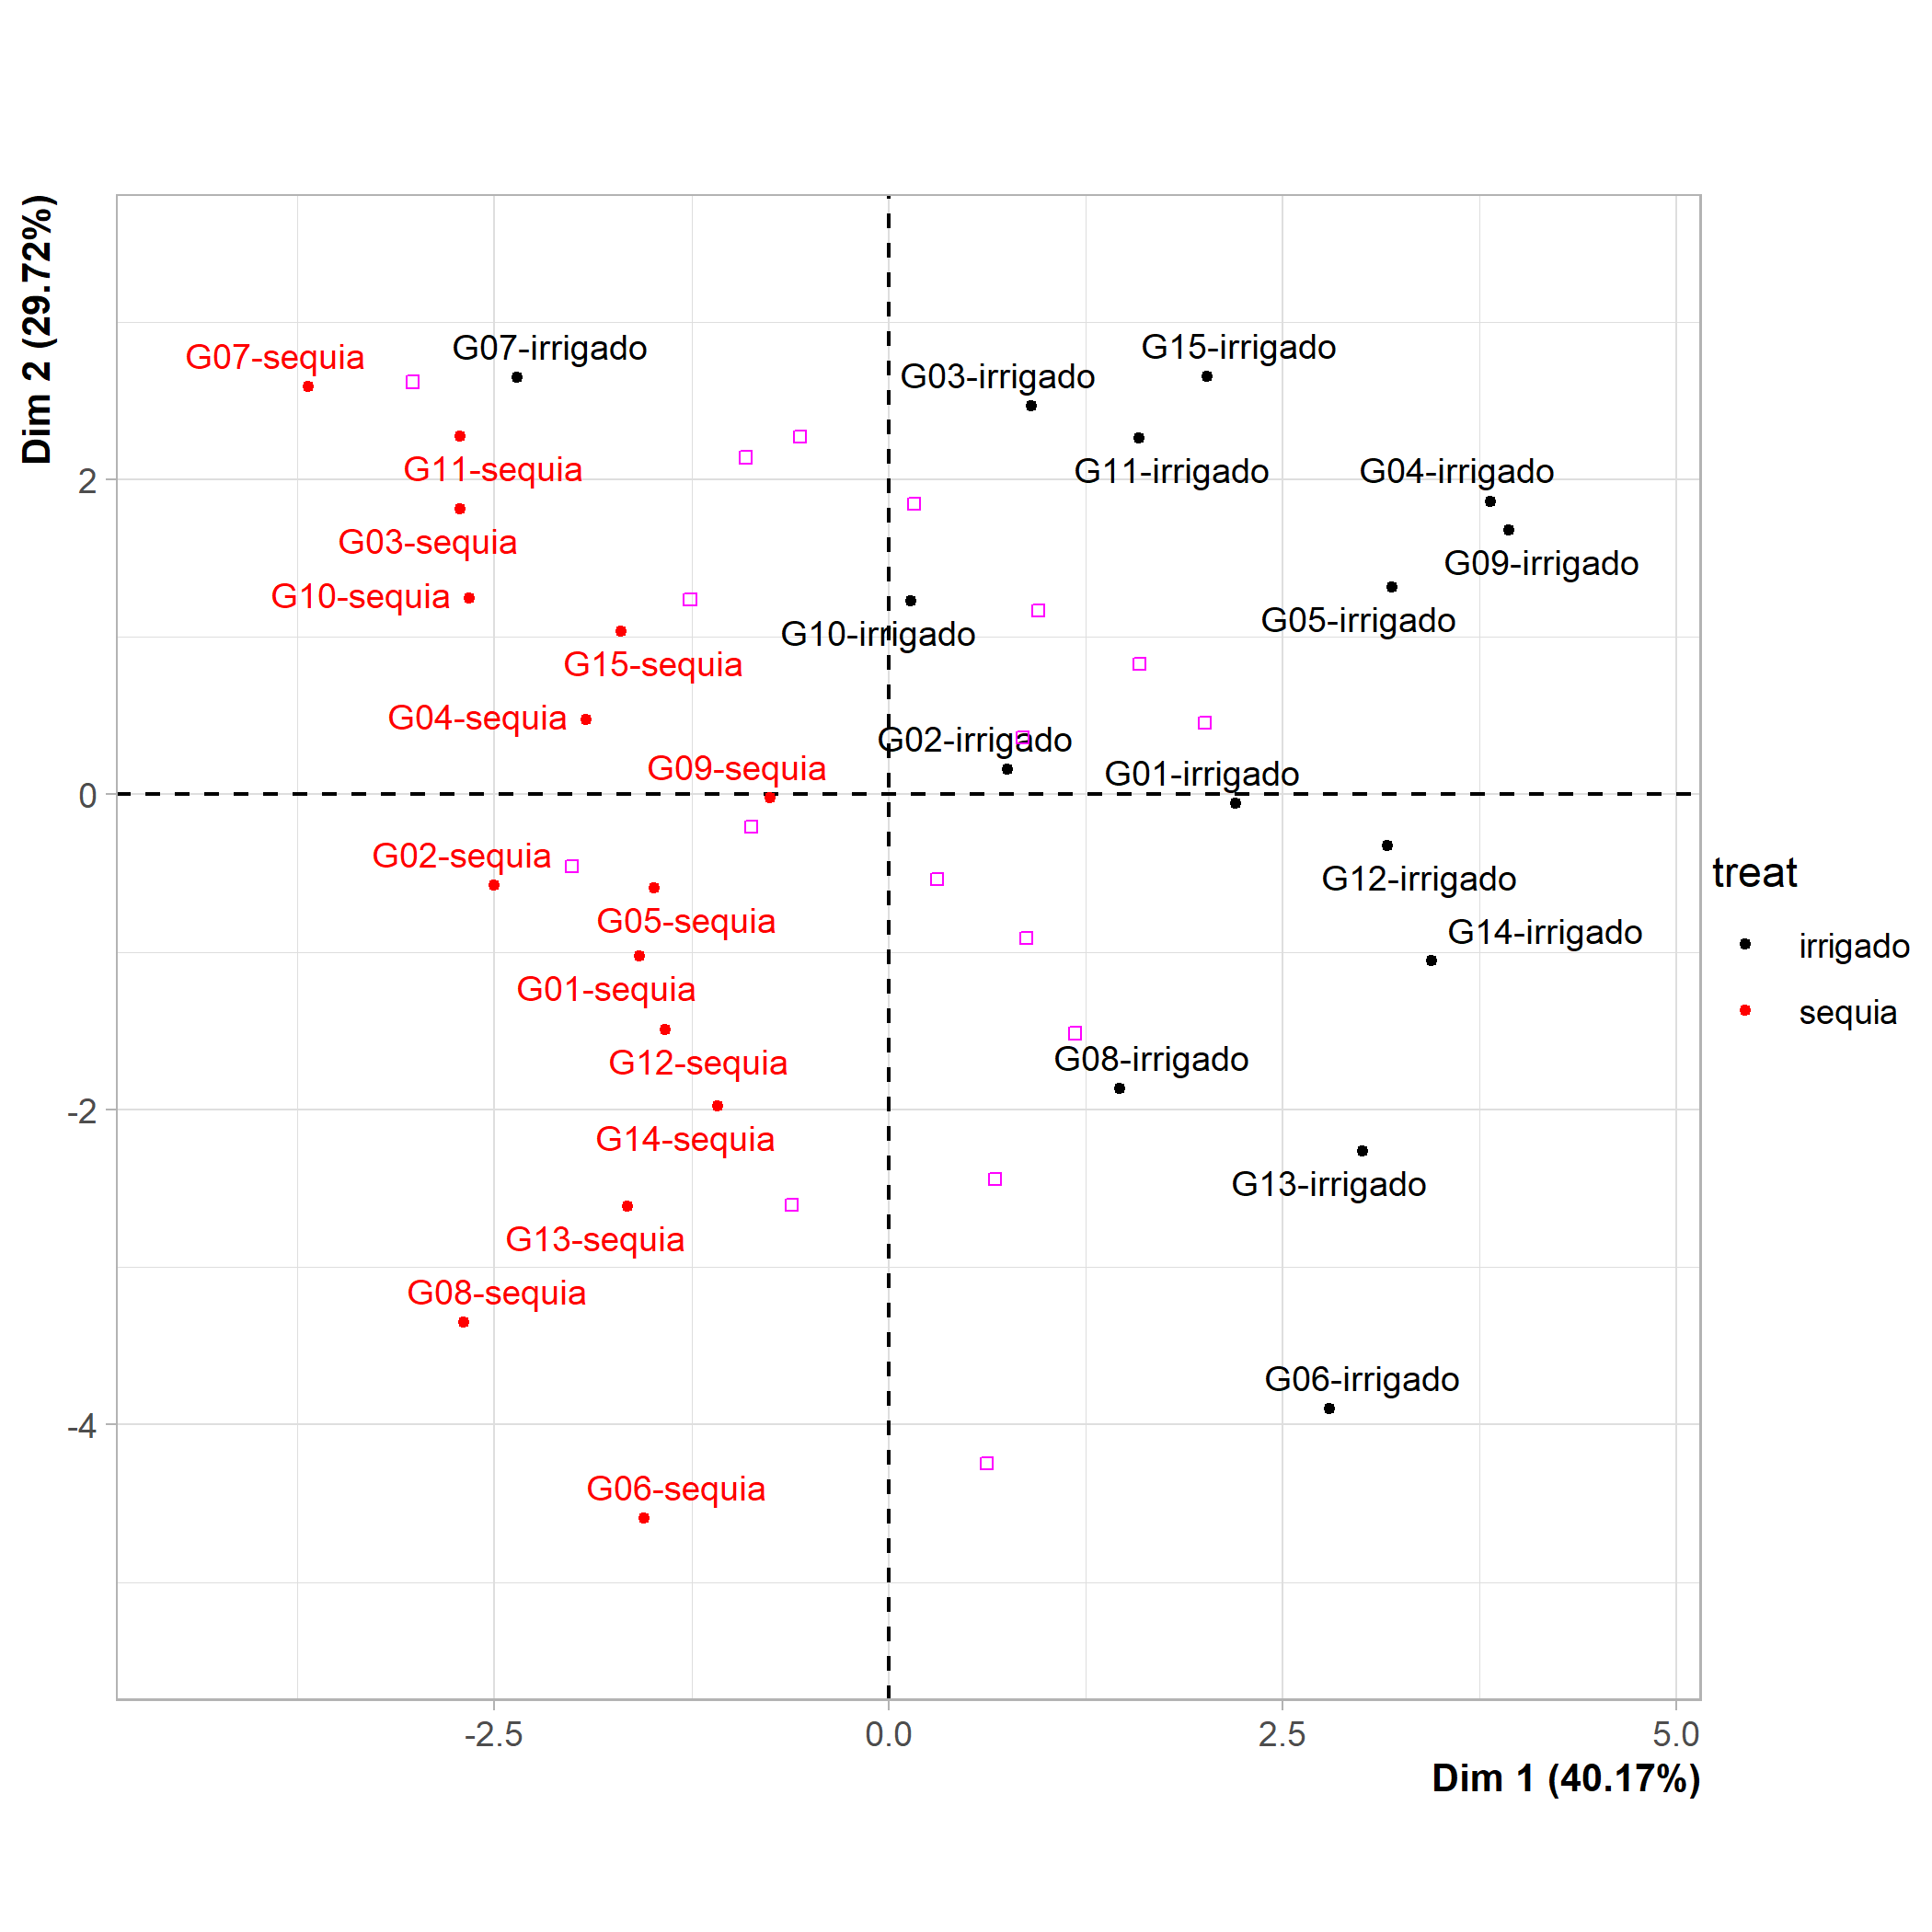 Dim 2 (29.72%)
G15-irrigado
G07-irrigado
G07-sequia
G03-irrigado
G11-sequia
G11-irrigado
G04-irrigado
2
G03-sequia
G09-irrigado
G10-sequia
G05-irrigado
G10-irrigado
G15-sequia
G04-sequia
G02-irrigado
G09-sequia
G01-irrigado
0
G02-sequia
G12-irrigado
treat
G05-sequia
G14-irrigado
irrigado
G01-sequia
sequia
G08-irrigado
G12-sequia
-2
G14-sequia
G13-irrigado
G13-sequia
G08-sequia
G06-irrigado
-4
G06-sequia
-2.5 0.0 2.5 5.0
Dim 1 (40.17%)